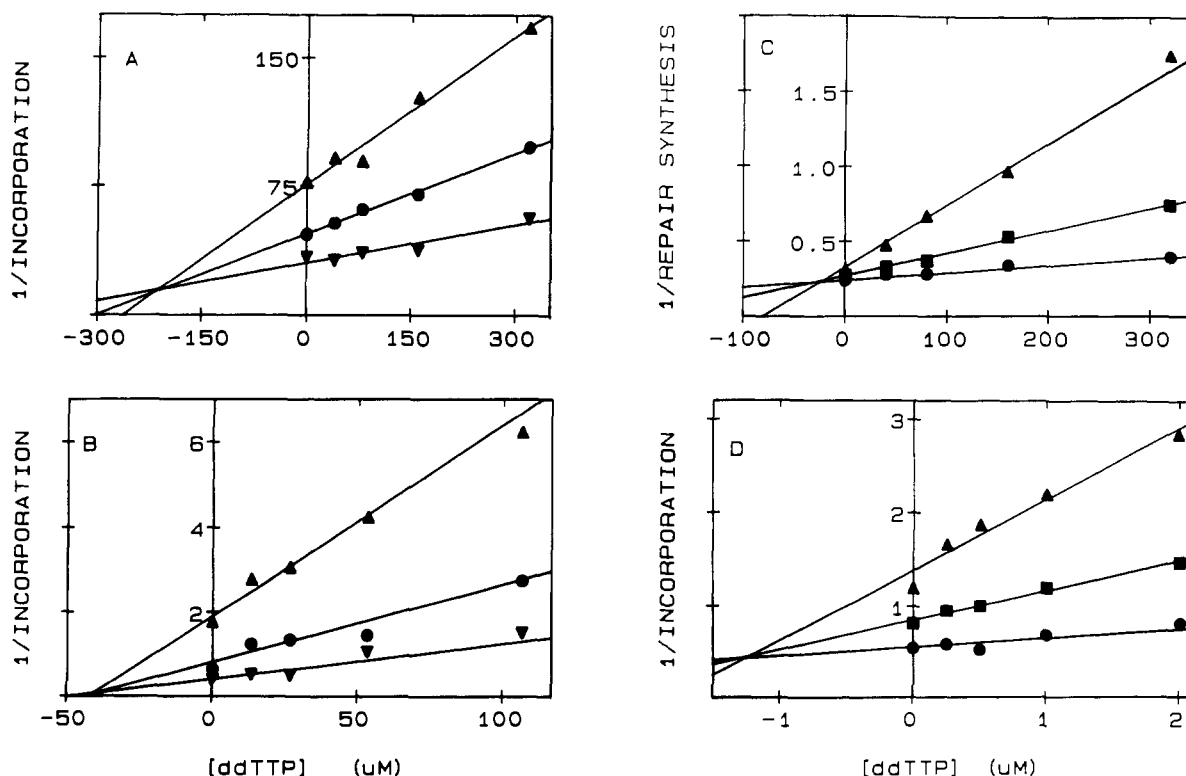 1/INCORPORATION
A
150
75
-300 -150 0 150 300
1/REPAIR SYNTHESIS
C
1.5
1.0
0.5
-100 0 100 200 300
1/INCORPORATION
B
6
4
2
-50 0 50 100
[ddTTP] (uM)
1/INCORPORATION
D
3
2
1
-1 0 1 2
[ddTTP] (uM)